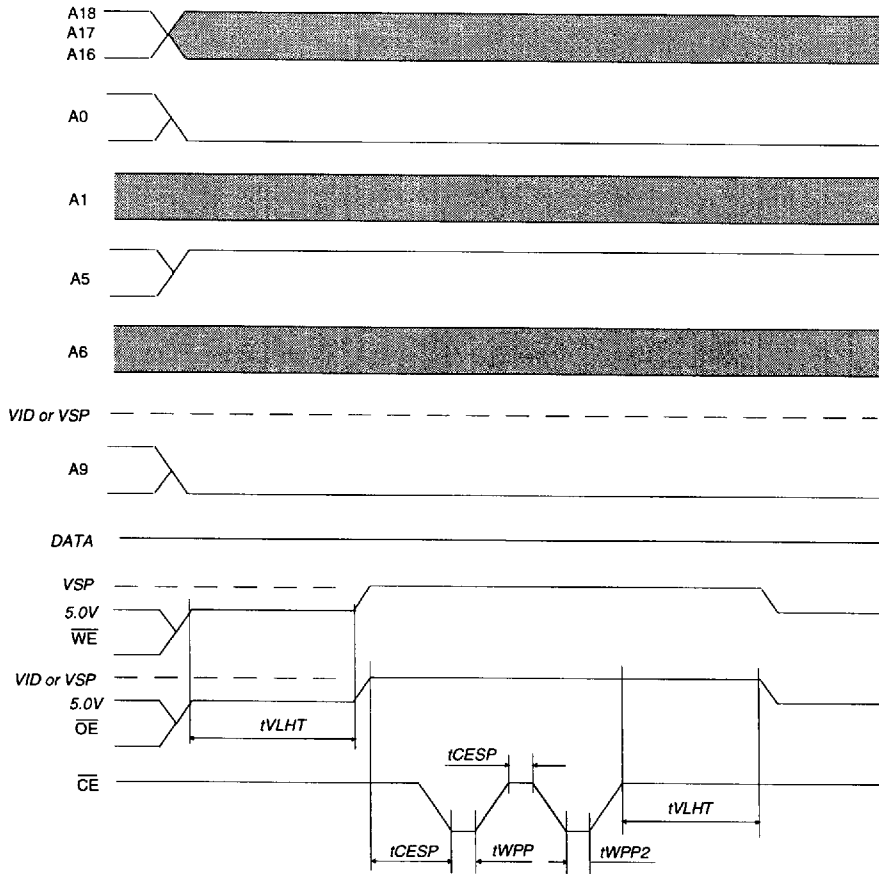 A18
A17
A16
A0
A1
A5
A6
VID or VSP
A9
DATA
VSP
5.0V
WE
VID or VSP
5.0V
OE
tVLHT
tCESP
CE
tVLHT
tCESP
tWPP
tWPP2